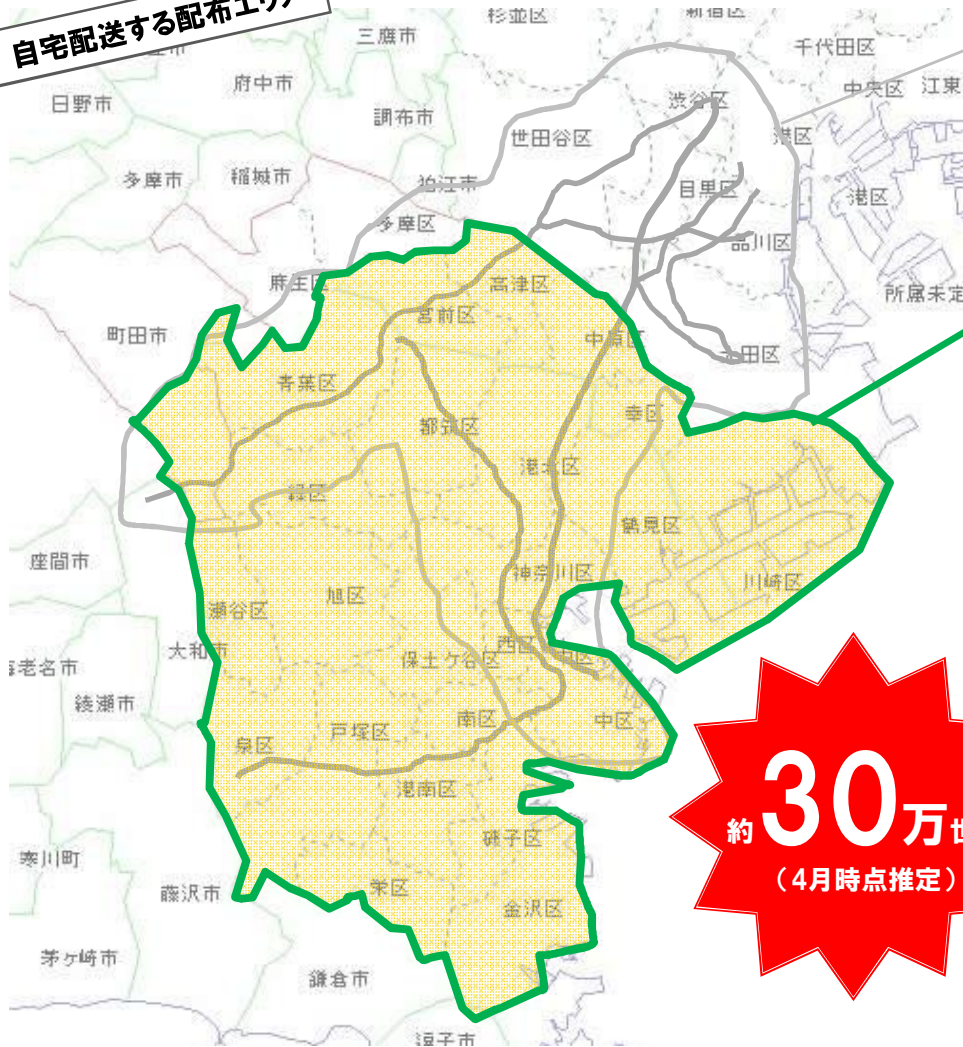 自宅配送する配布エリア
杉並区
新宿区
三鷹市
千代田区
府中市
日野市
渋谷区
中央区
江東
調布市
世田谷区
港区
多摩市
稲城市
狛江市
目黒区
港区
多摩区
品川区
麻生区
高津区
所属未定
宮前区
町田市
中原区
大田区
青葉区
幸区
都筑区
港北区
緑区
鶴見区
座間市
神奈川区
川崎区
旭区
瀬谷区
大和市
西区
中区
保土ケ谷区
海老名市
綾瀬市
南区
中区
戸塚区
泉区
港南区
約30万世
磯子区
寒川町
（4月時点推定）
栄区
藤沢市
金沢区
茅ヶ崎市
鎌倉市
逗子市